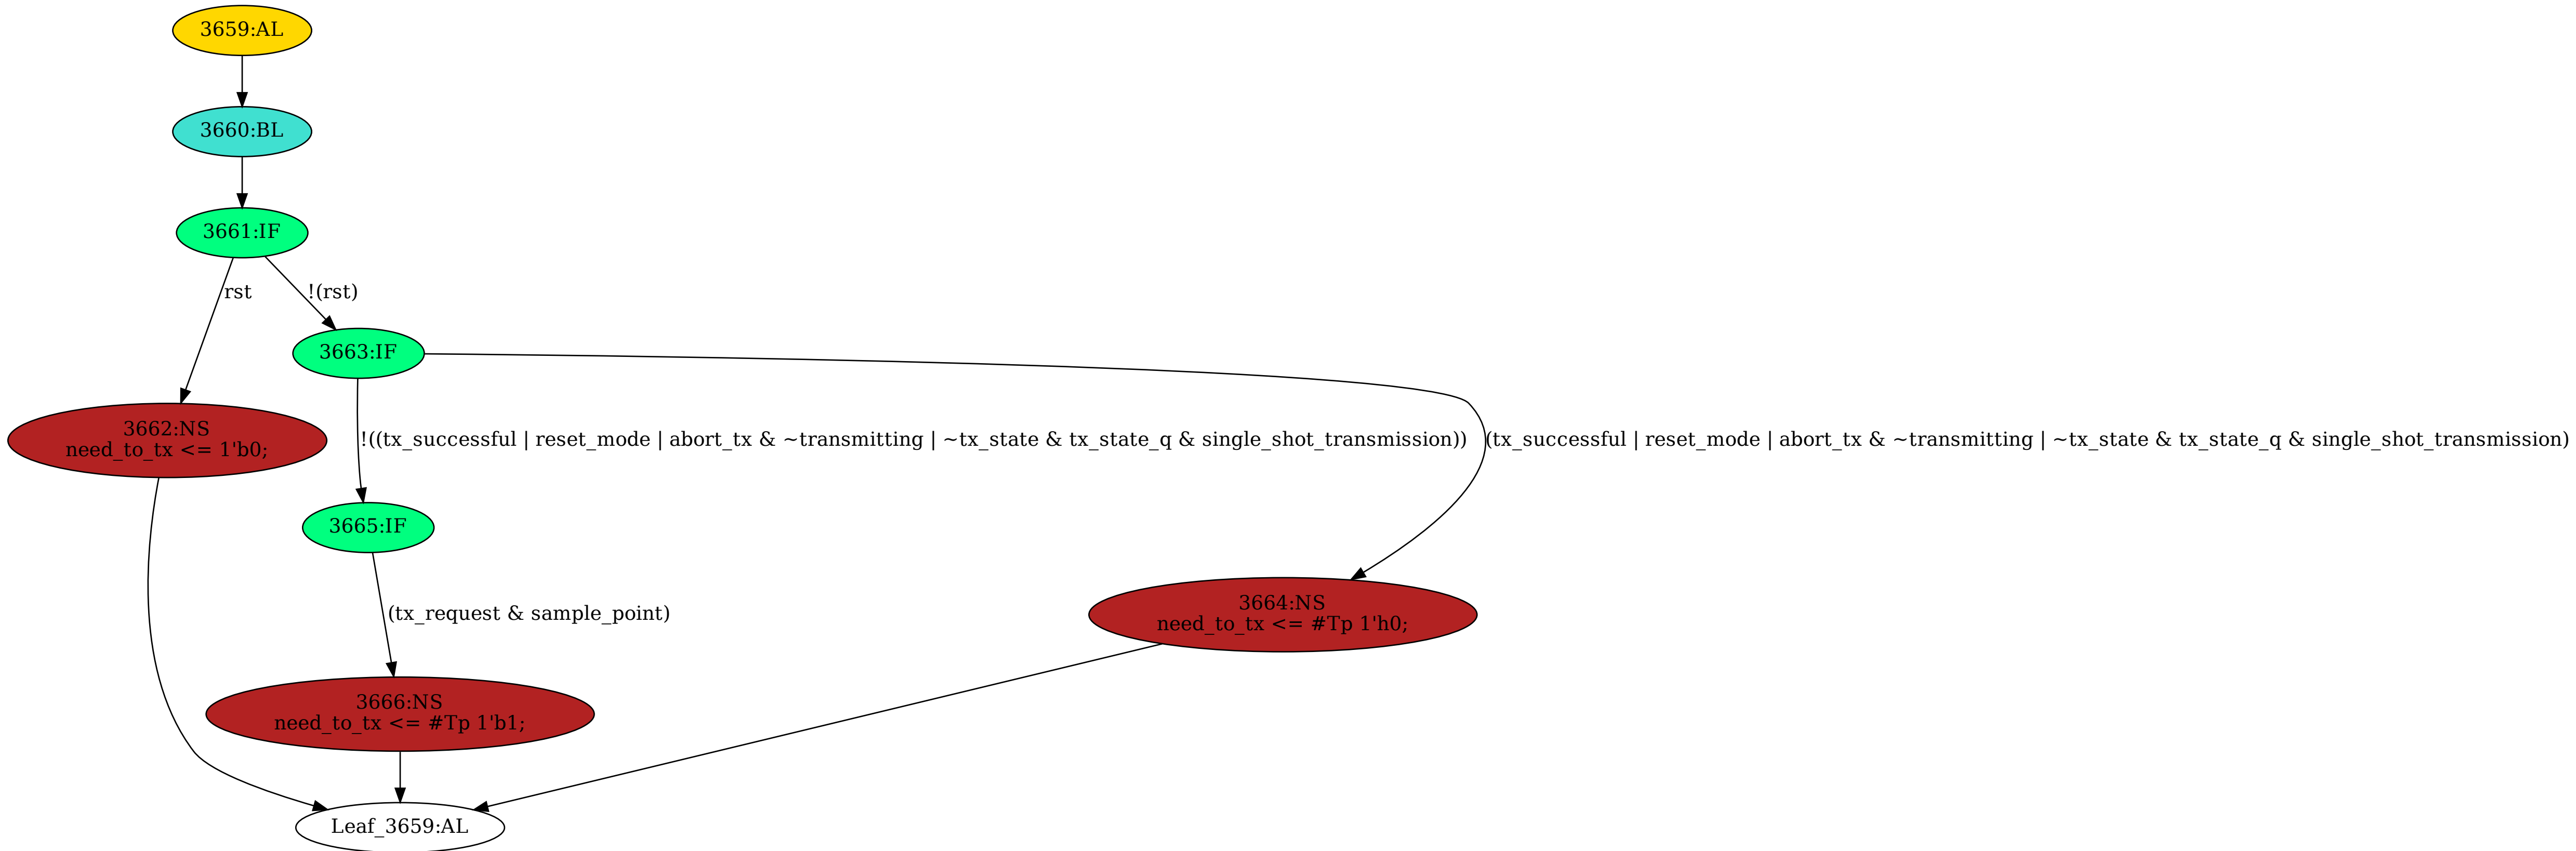 3659:AL
3660:BL
3661:IF
rst
!(rst)
3663:IF
3662:NS
need_to_tx <= 1'b0;
!((tx_successful | reset_mode | abort_tx & ~transmitting | ~tx_state & tx_state_q & single_shot_transmission))
(tx_successful | reset_mode | abort_tx & ~transmitting | ~tx_state & tx_state_q & single_shot_transmission)
3665:IF
(tx_request & sample_point)
3664:NS
need_to_tx <= #Tp 1'h0;
3666:NS
need_to_tx <= #Tp 1'b1;
Leaf_3659:AL